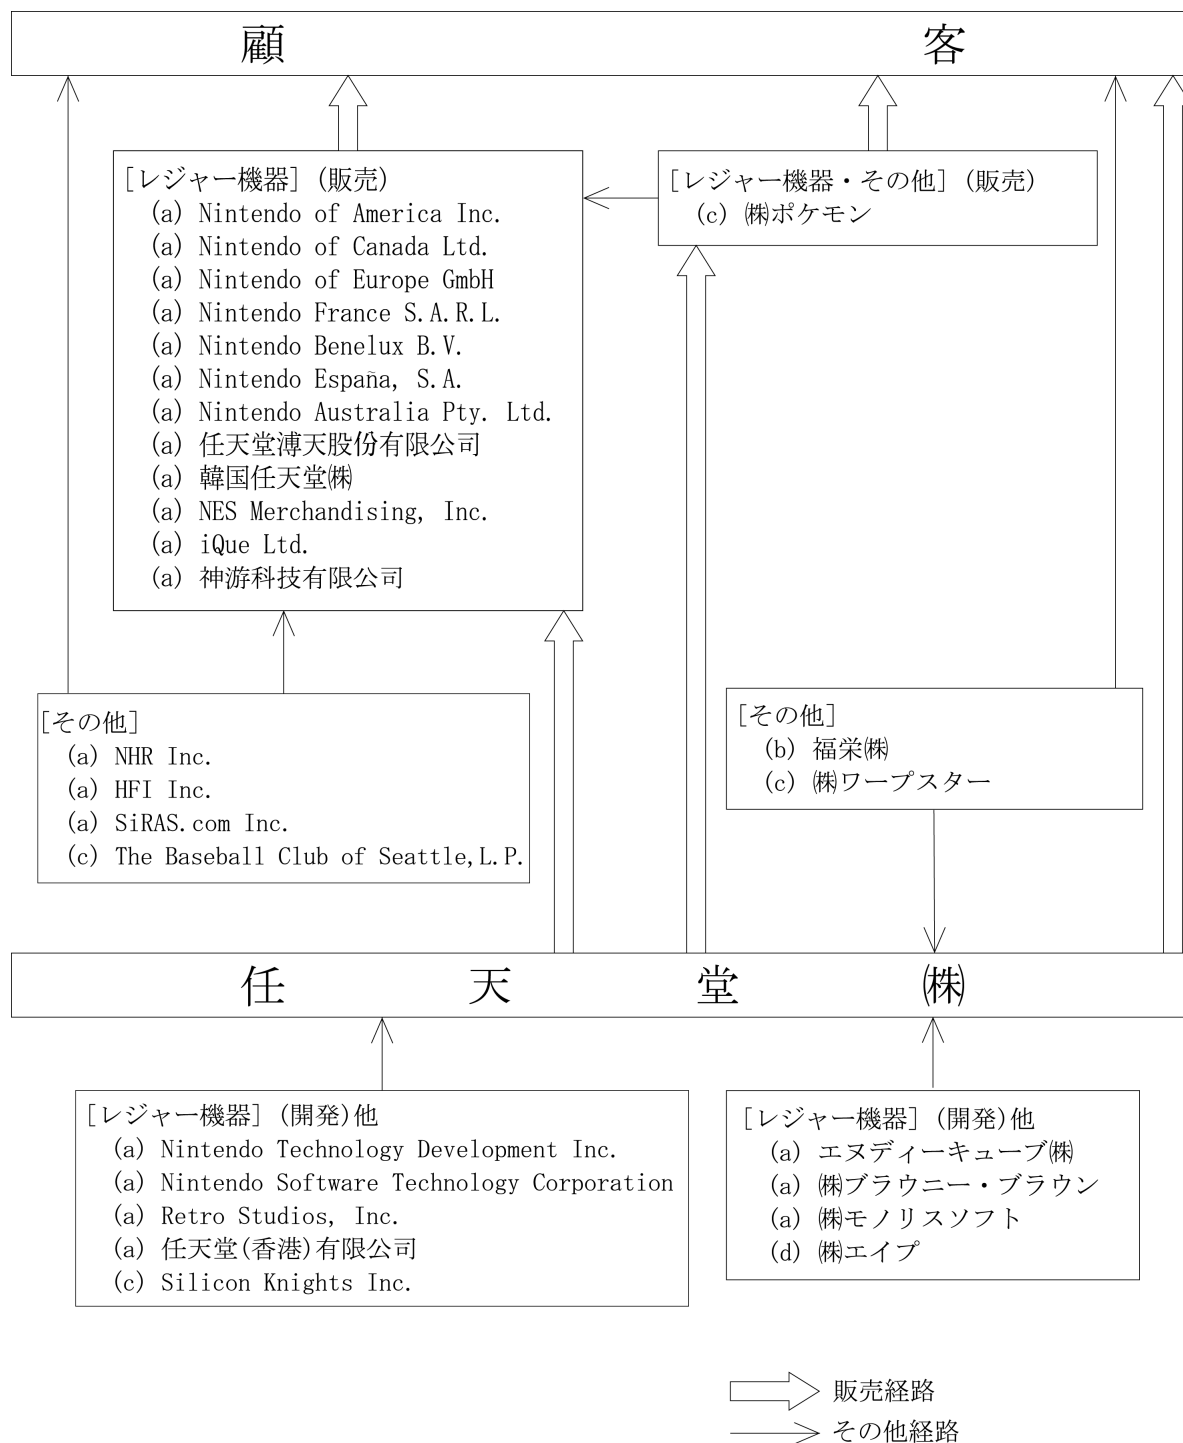 顧客
[レジャー機器](販売)
(a) Nintendo of America Inc.
(a) Nintendo of Canada Ltd.
(a) Nintendo of Europe GmbH
(a) Nintendo France S.A.R.L.
(a) Nintendo Benelux B.V.
(a) Nintendo España, S.A.
(a) Nintendo Australia Pty. Ltd.
(a) 任天堂溥天股份有限公司
(a) 韓国任天堂㈱
(a) NES Merchandising, Inc.
(a) iQue Ltd.
(a) 神游科技有限公司
[レジャー機器・その他](販売)
(c) ㈱ポケモン
[その他]
(a) NHR Inc.
(a) HFI Inc.
(a) SiRAS.com Inc.
(c) The Baseball Club of Seattle,L.P.
[その他]
(b) 福栄㈱
(c) ㈱ワープスター
任天堂㈱
[レジャー機器](開発)他
(a) Nintendo Technology Development Inc.
(a) Nintendo Software Technology Corporation
(a) Retro Studios, Inc.
(a) 任天堂(香港)有限公司
(c) Silicon Knights Inc.
[レジャー機器](開発)他
(a) エヌディーキューブ㈱
(a) ㈱ブラウニー・ブラウン
(a) ㈱モノリスソフト
(d) ㈱エイプ
販売経路
その他経路